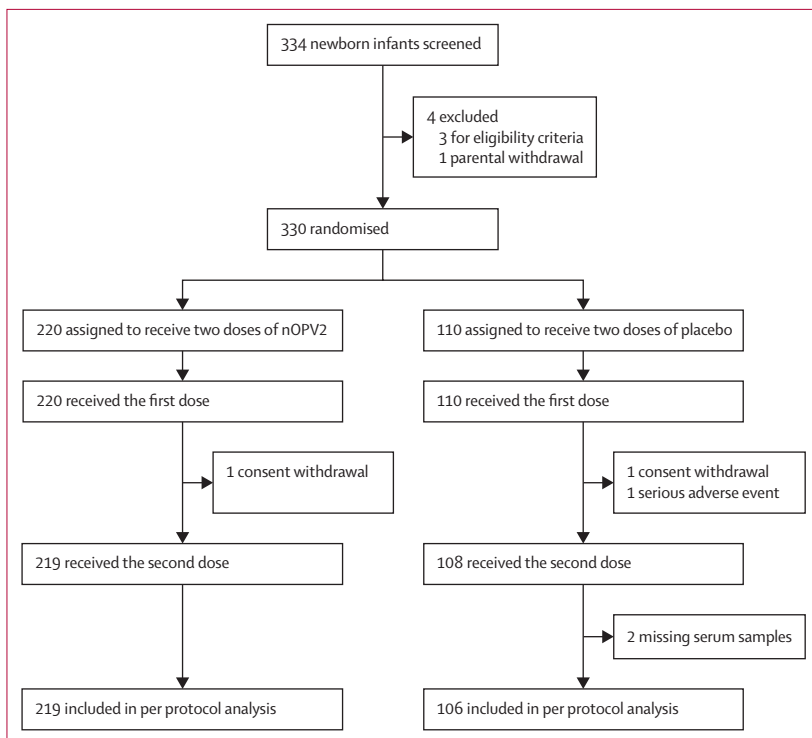 334 newborn infants screened
4 excluded
3 for eligibility criteria
1 parental withdrawal
330 randomised
220 assigned to receive two doses of nOPV2
110 assigned to receive two doses of placebo
220 received the first dose
110 received the first dose
1 consent withdrawal
1 consent withdrawal
1 serious adverse event
219 received the second dose
108 received the second dose
2 missing serum samples
219 included in per protocol analysis
106 included in per protocol analysis